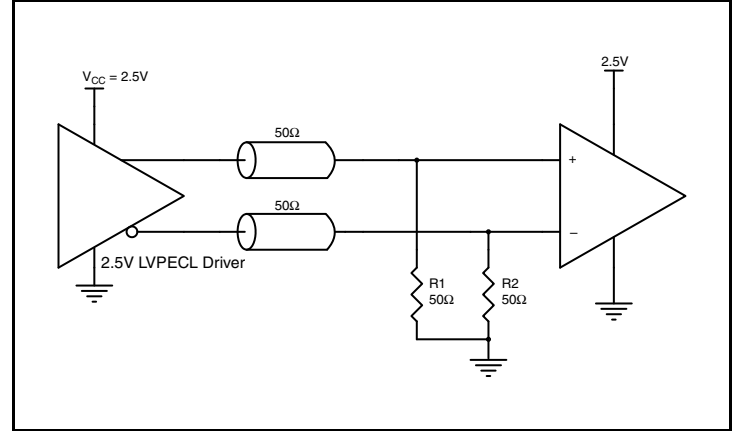 V_CC = 2.5V
2.5V
50Ω
+
50Ω
−
2.5V LVPECL Driver
R1
50Ω
R2
50Ω